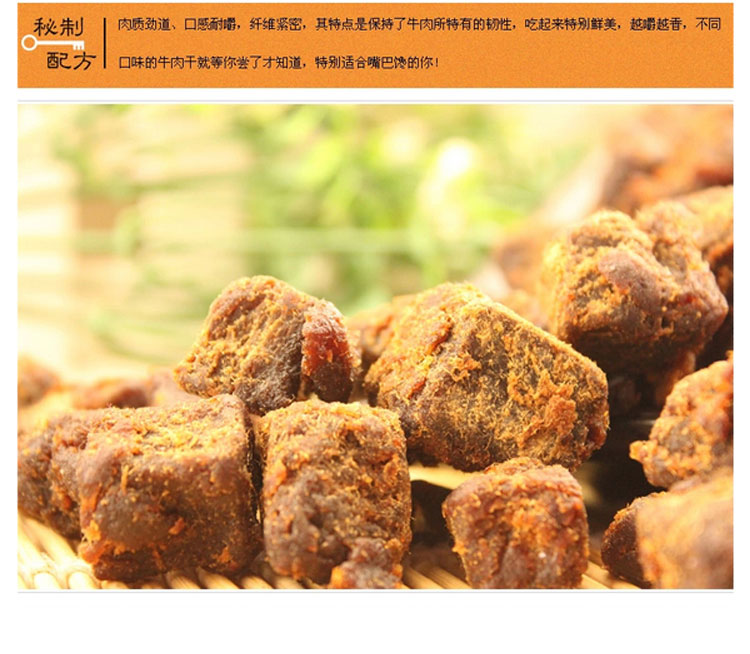 秘制
配方
肉质劲道、口感耐嚼，纤维紧密，其特点是保持了牛肉所特有的韧性，吃起来特别鲜美，越嚼越香，不同
口味的牛肉干就等你尝了才知道，特别适合嘴巴馋的你！